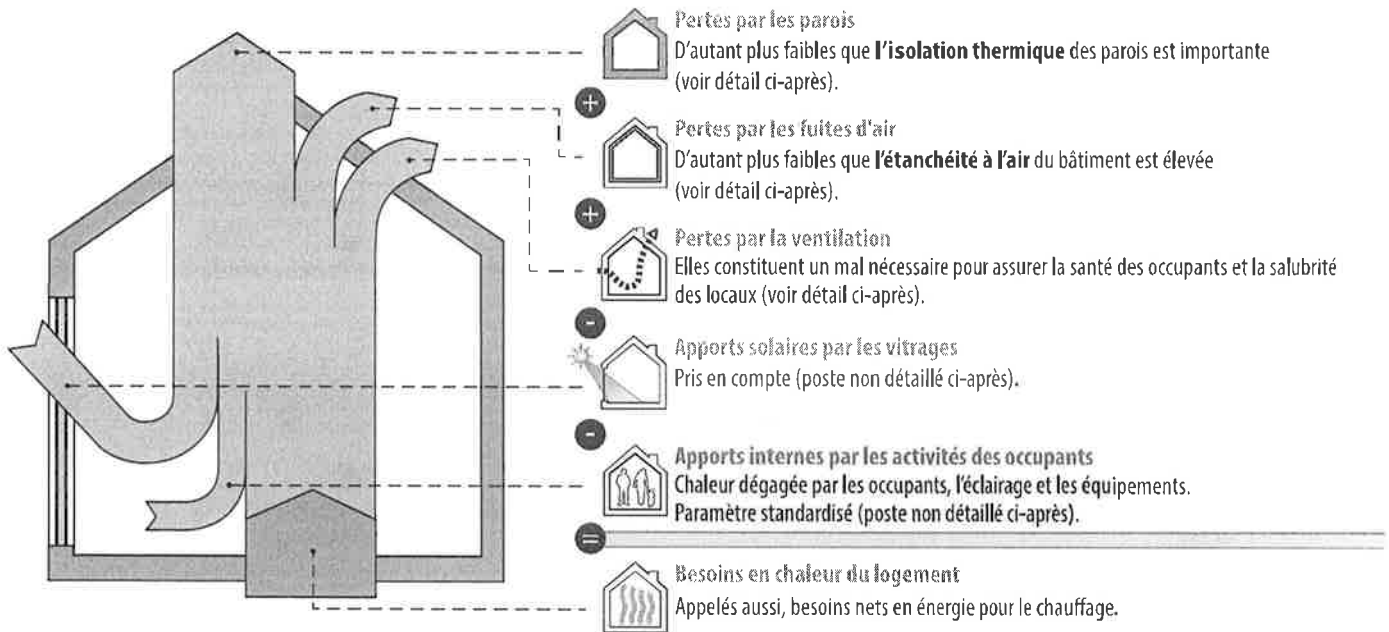 Pertes par les parois
D'autant plus faibles que l'isolation thermique des parois est importante
(voir détail ci-après).
+
Pertes par les fuites d'air
D'autant plus faibles que l'étanchéité à l'air du bâtiment est élevée
(voir détail ci-après).
+
Pertes par la ventilation
Elles constituent un mal nécessaire pour assurer la santé des occupants et la salubrité
des locaux (voir détail ci-après).
-
Apports solaires par les vitrages
Pris en compte (poste non détaillé ci-après).
-
Apports internes par les activités des occupants
Chaleur dégagée par les occupants, l'éclairage et les équipements.
Paramètre standardisé (poste non détaillé ci-après).
=
Besoins en chaleur du logement
Appelés aussi, besoins nets en énergie pour le chauffage.